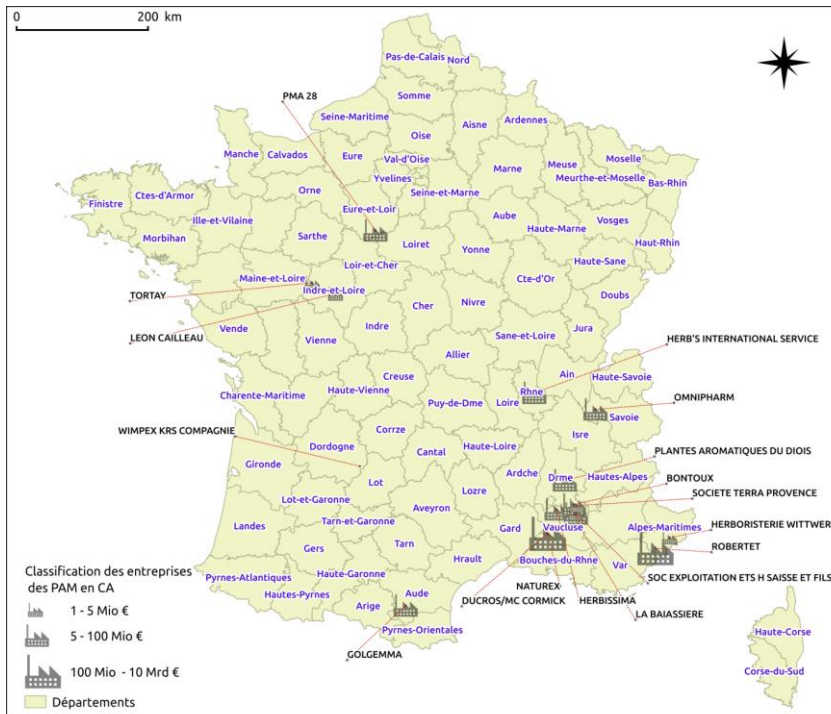 0 200 km
Pas-de-Calais
Nord
PMA 28
Somme
Seine-Maritime
Aisne
Ardennes
Oise
Manche
Calvados
Eure
Val-d'Oise
Marne
Meuse
Moselle
Meurthe-et-Moselle
Bas-Rhin
Yvelines
Orne
Seine-et-Marne
Ctes-d'Armor
Finistre
Ille-et-Vilaine
Eure-et-Loir
Aube
Vosges
Haute-Marne
Morbihan
Sarthe
Loiret
Yonne
Haut-Rhin
Haute-Sane
Loir-et-Cher
Maine-et-Loire
Indre-et-Loire
Cte-d'Or
TORTAY
Doubs
Cher
Nivre
Vende
Indre
LEON CAILLEAU
Vienne
Sane-et-Loire
Jura
HERB'S INTERNATIONAL SERVICE
Allier
Creuse
Ain
Haute-Savoie
Charente-Maritime
Haute-Vienne
Rhne
Puy-de-Dme
Loire
OMNIPHARM
Savoie
WIMPEX KRS COMPAGNIE
Corrze
Isre
Dordogne
Cantal
Haute-Loire
PLANTES AROMATIQUES DU DIOIS
Gironde
Ardche
Drme
Hautes-Alpes
BONTOUX
Lot
Lozre
SOCIETE TERRA PROVENCE
Lot-et-Garonne
Aveyron
Landes
Tarn-et-Garonne
Gard
Vaucluse
Alpes-Maritimes
HERBORISTERIE WITTWER
Tarn
Gers
ROBERTET
Hrault
Bouches-du-Rhne
Var
Classification des entreprises
des PAM en CA
Pyrnes-Atlantiques
Haute-Garonne
SOC EXPLOITATION ETS H SAISSE ET FILS
Hautes-Pyrnes
Aude
NATUREX
Arige
DUCROS/MC CORMICK
HERBISSIMA
1 - 5 Mio €
LA BAIASSIERE
Pyrnes-Orientales
Haute-Corse
5 - 100 Mio €
GOLGEMMA
100 Mio - 10 Mrd €
Corse-du-Sud
Départements